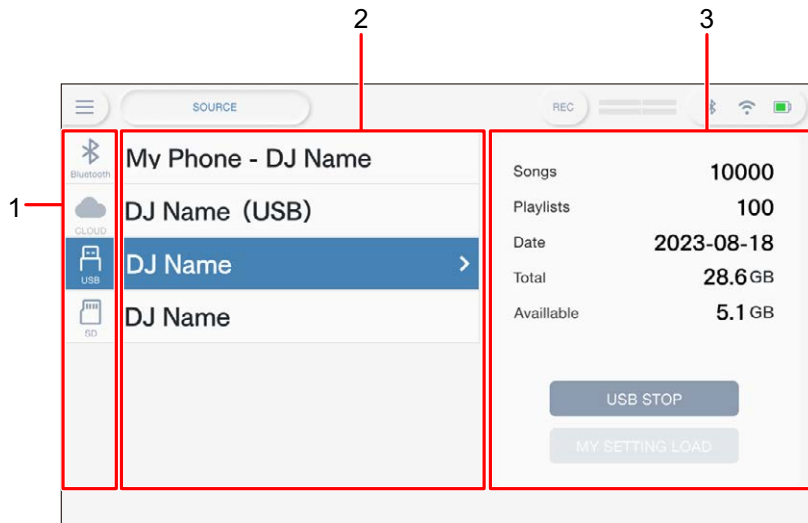 2
3
SOURCE
REC
1
Bluetooth
My Phone - DJ Name
CLOUD
DJ Name (USB)
USB
DJ Name
SD
DJ Name
Songs 10000
Playlists 100
Date 2023-08-18
Total 28.6 GB
Availlable 5.1 GB
USB STOP
MY SETTING LOAD